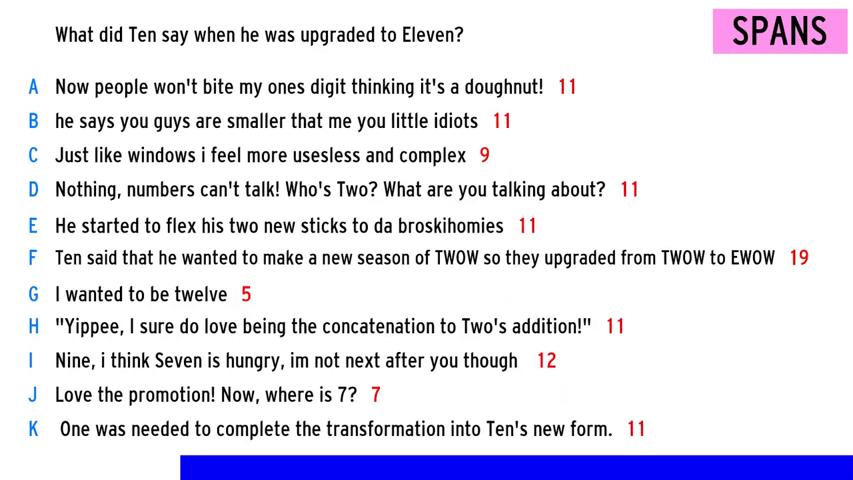 What did Ten say when he was upgraded to Eleven?
SPANS
A Now people won't bite my ones digit thinking it's a doughnut! 11
B he says you guys are smaller that me you little idiots 11
C Just like windows i feel more usesless and complex 9
D Nothing, numbers can't talk! Who's Two? What are you talking about? 11
E He started to flex his two new sticks to da broskihomies 11
F Ten said that he wanted to make a new season of TWOW so they upgraded from TWOW to EWOW 19
G I wanted to be twelve 5
H "Yippee, I sure do love being the concatenation to Two's addition!" 11
I Nine, i think Seven is hungry, im not next after you though 12
J Love the promotion! Now, where is 7? 7
K One was needed to complete the transformation into Ten's new form. 11